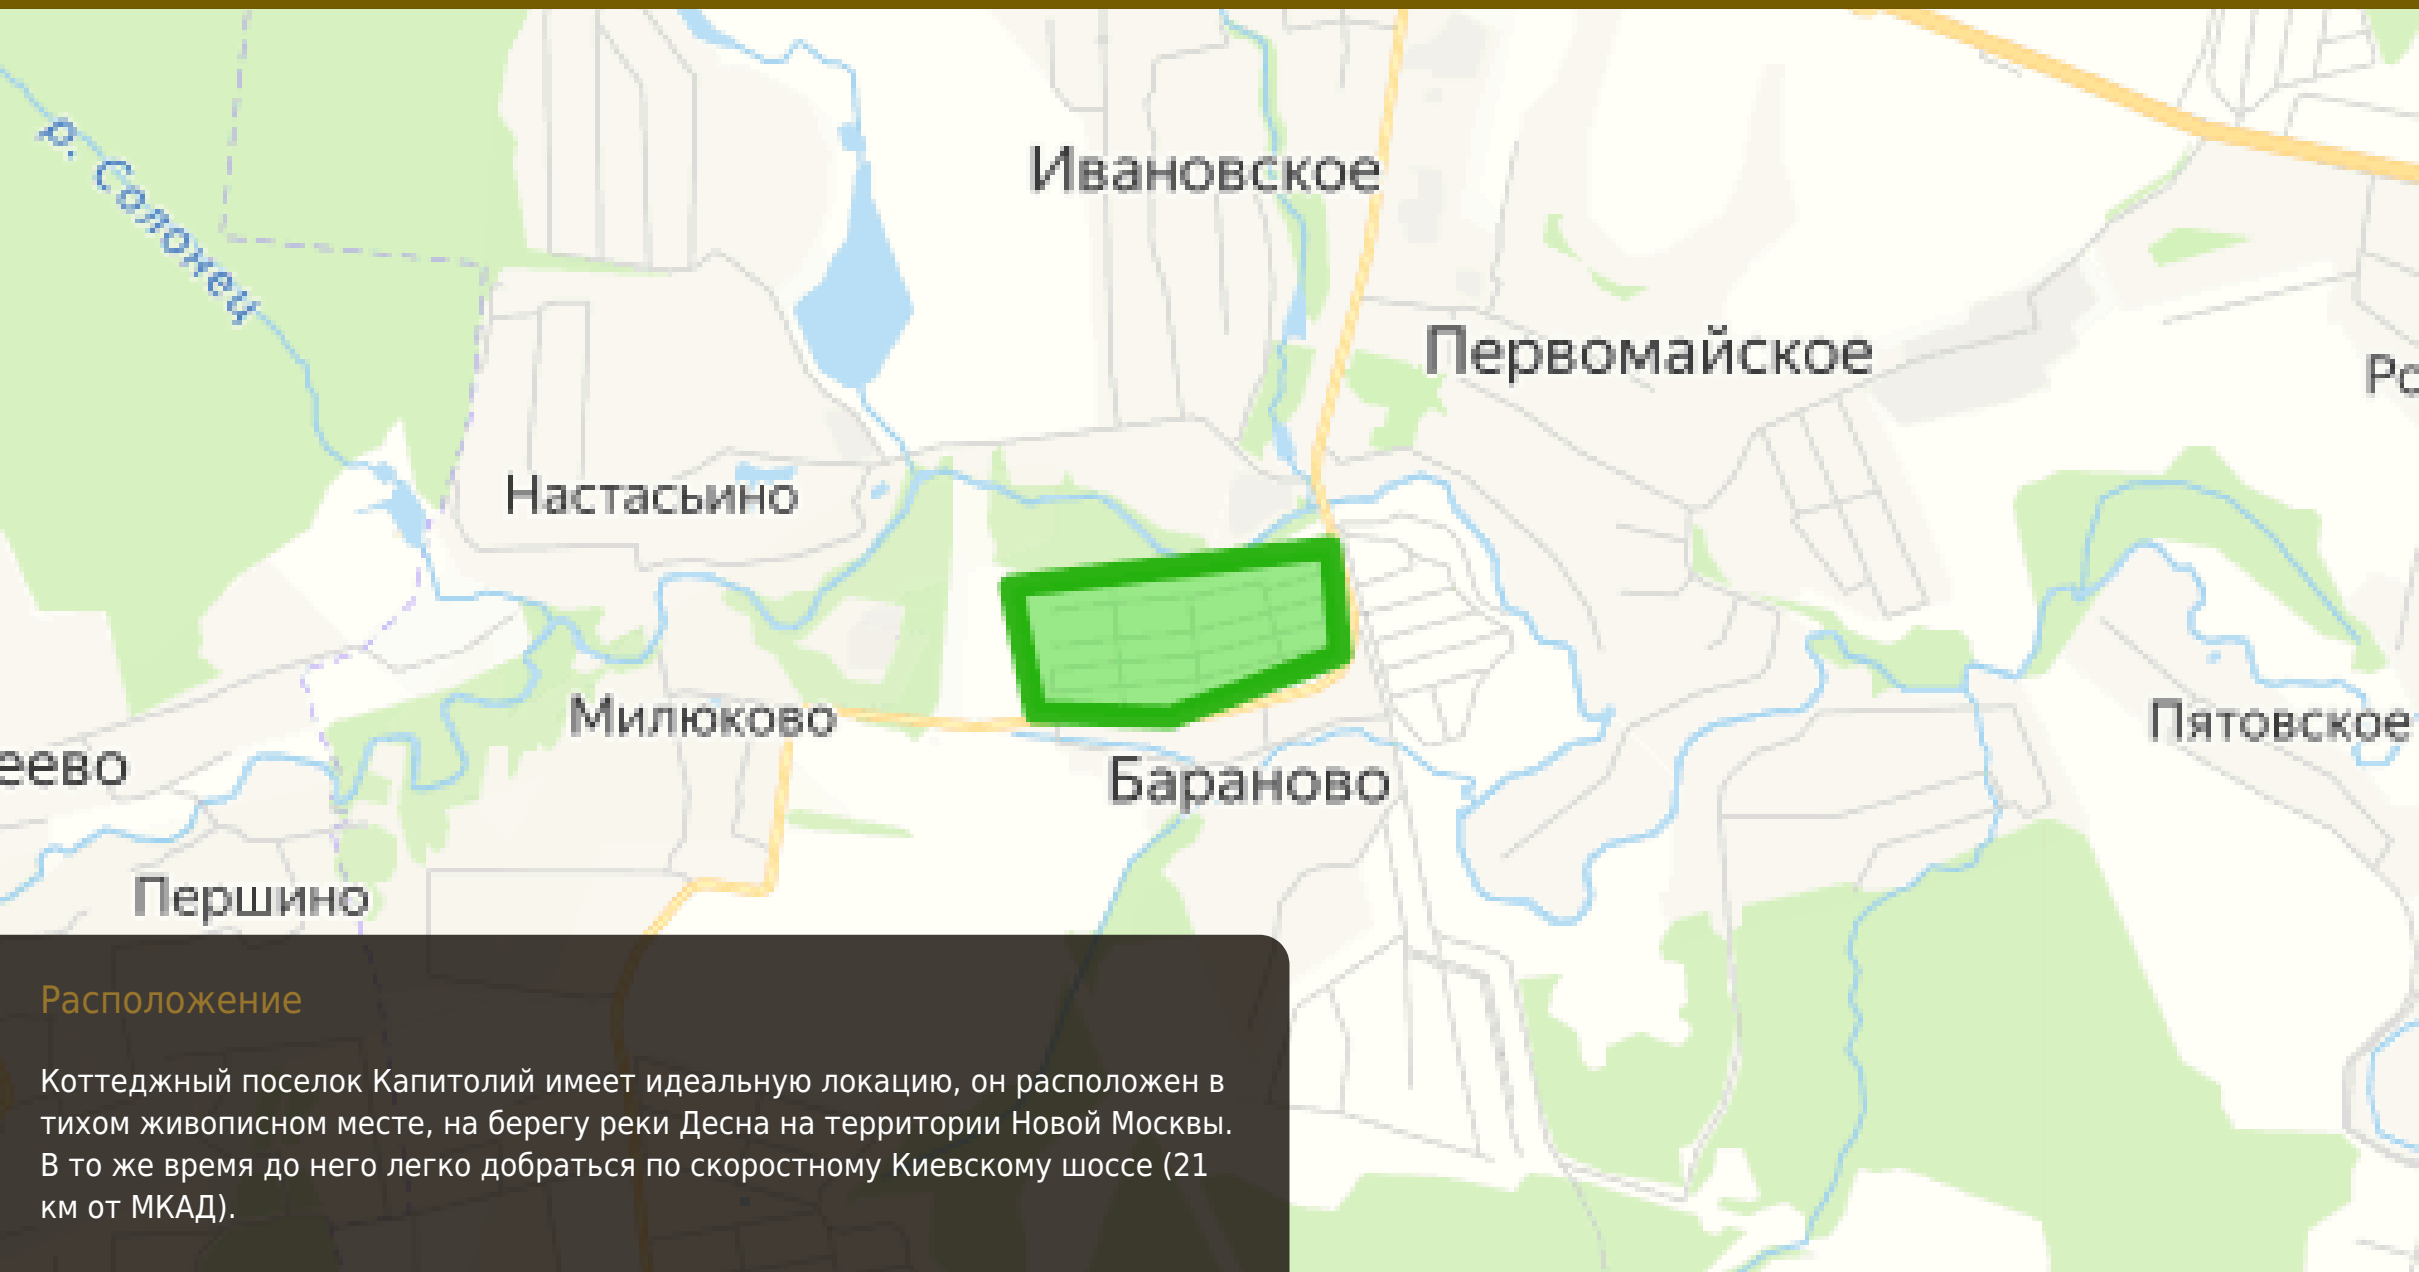 р. Соложец
Ивановское
Первомайское
Ро
Настасьино
Милюково
Пятовское
еево
Бараново
Першино
Расположение
Коттеджный поселок Капитолий имеет идеальную локацию, он расположен в
тихом живописном месте, на берегу реки Десна на территории Новой Москвы.
В то же время до него легко добраться по скоростному Киевскому шоссе (21
км от МКАД).